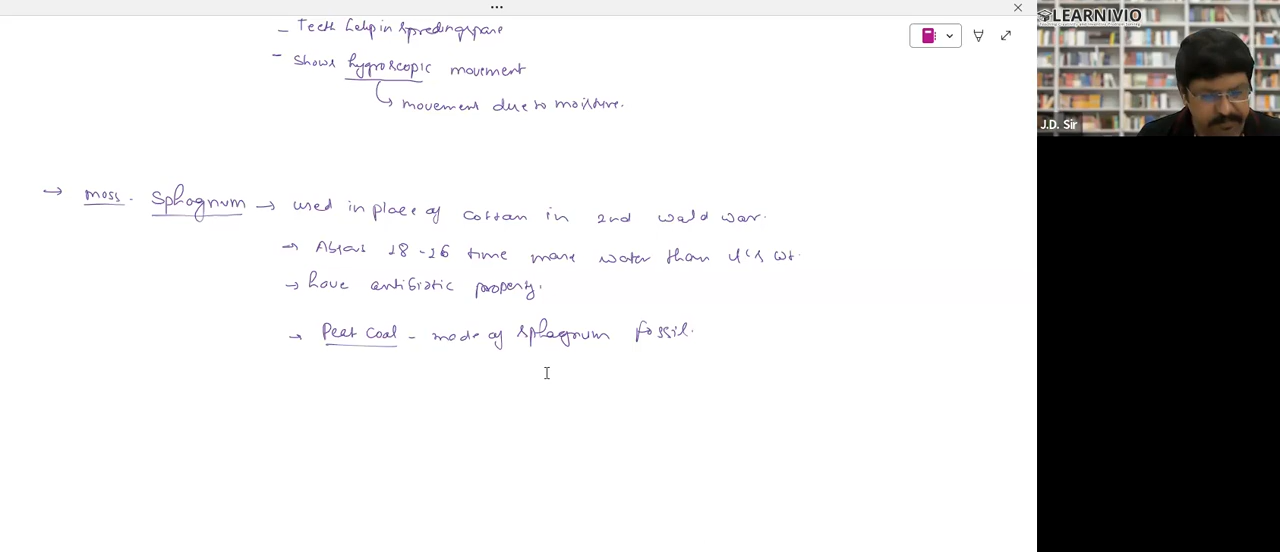 - Teeth help in spreding spore
- Shows hygroscopic movement
movement due to moisture.
→ moss. Sphagnum → used in place of cotton in 2nd world war.
→ Absors 18-26 time more water than it's wt.
→ have antibiotic property.
→ Peat coal - made of sphagnum fossil.
LEARNIVIO
J.D. Sir